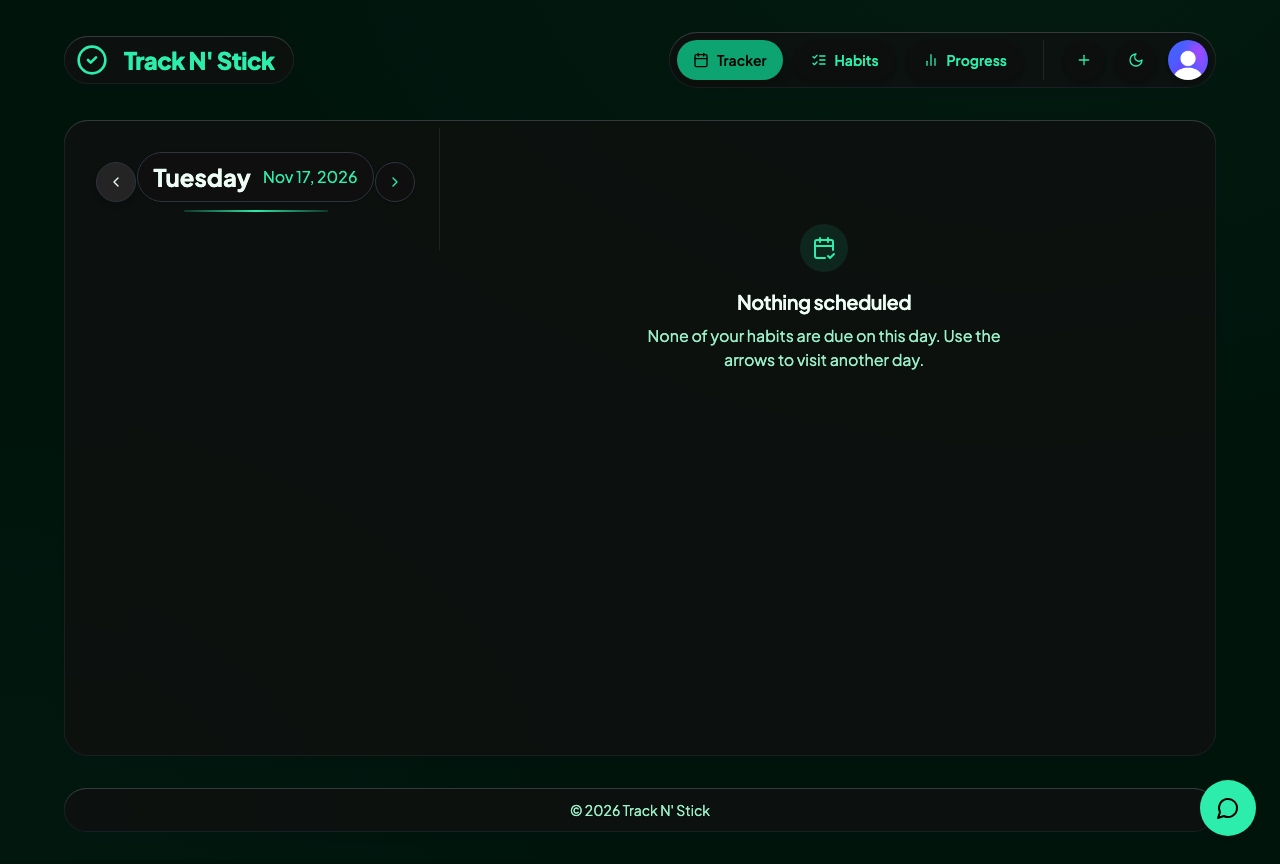 Track N' Stick
Tracker
Habits
Progress
Tuesday Nov 17, 2026
Nothing scheduled
None of your habits are due on this day. Use the
arrows to visit another day.
© 2026 Track N' Stick